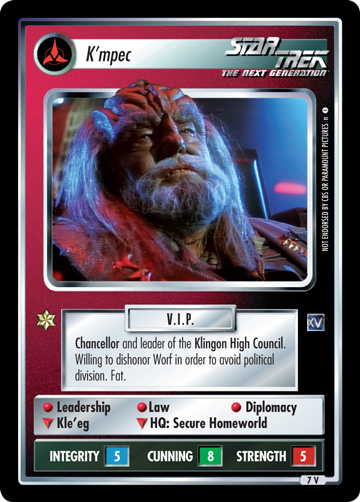 K'mpec
STAR TREK
THE NEXT GENERATION
NOT ENDORSED BY CBS OR PARAMOUNT PICTURES n
V.I.P.
KV
Chancellor and leader of the Klingon High Council.
Willing to dishonor Worf in order to avoid political
division. Fat.
Leadership Law Diplomacy
Kle'eg HQ: Secure Homeworld
INTEGRITY 5 CUNNING 8 STRENGTH 5
7 V